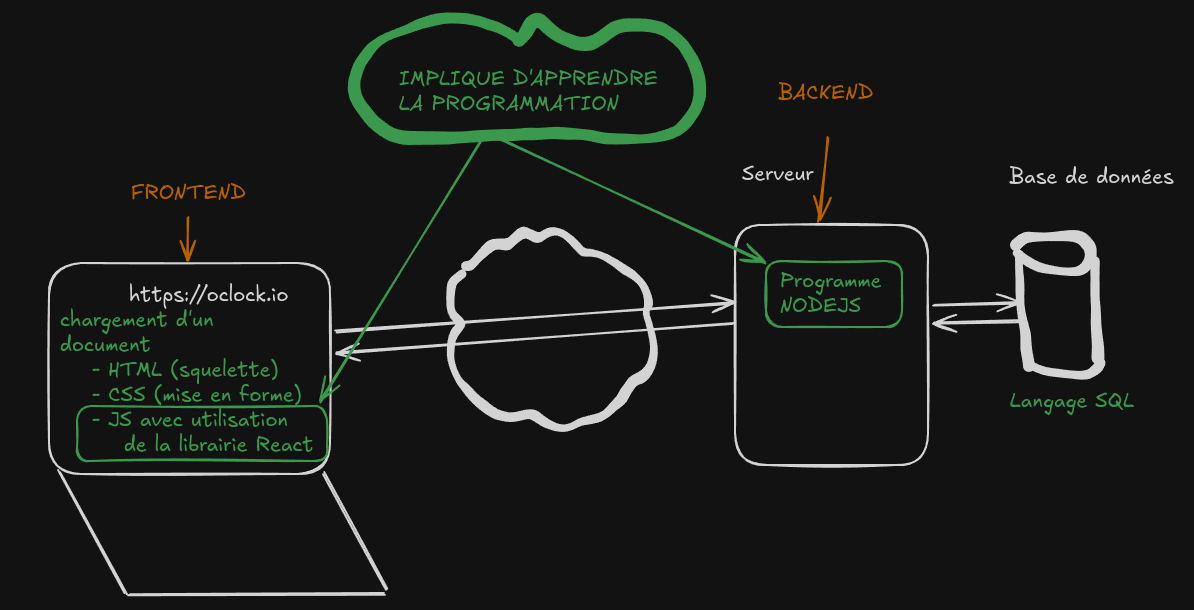 IMPLIQUE D'APPRENDRE
LA PROGRAMMATION
BACKEND
Serveur
Base de données
FRONTEND
https://oclock.io
chargement d'un
document
- HTML (squelette)
- CSS (mise en forme)
- JS avec utilisation
de la librairie React
Programme
NODEJS
Langage SQL